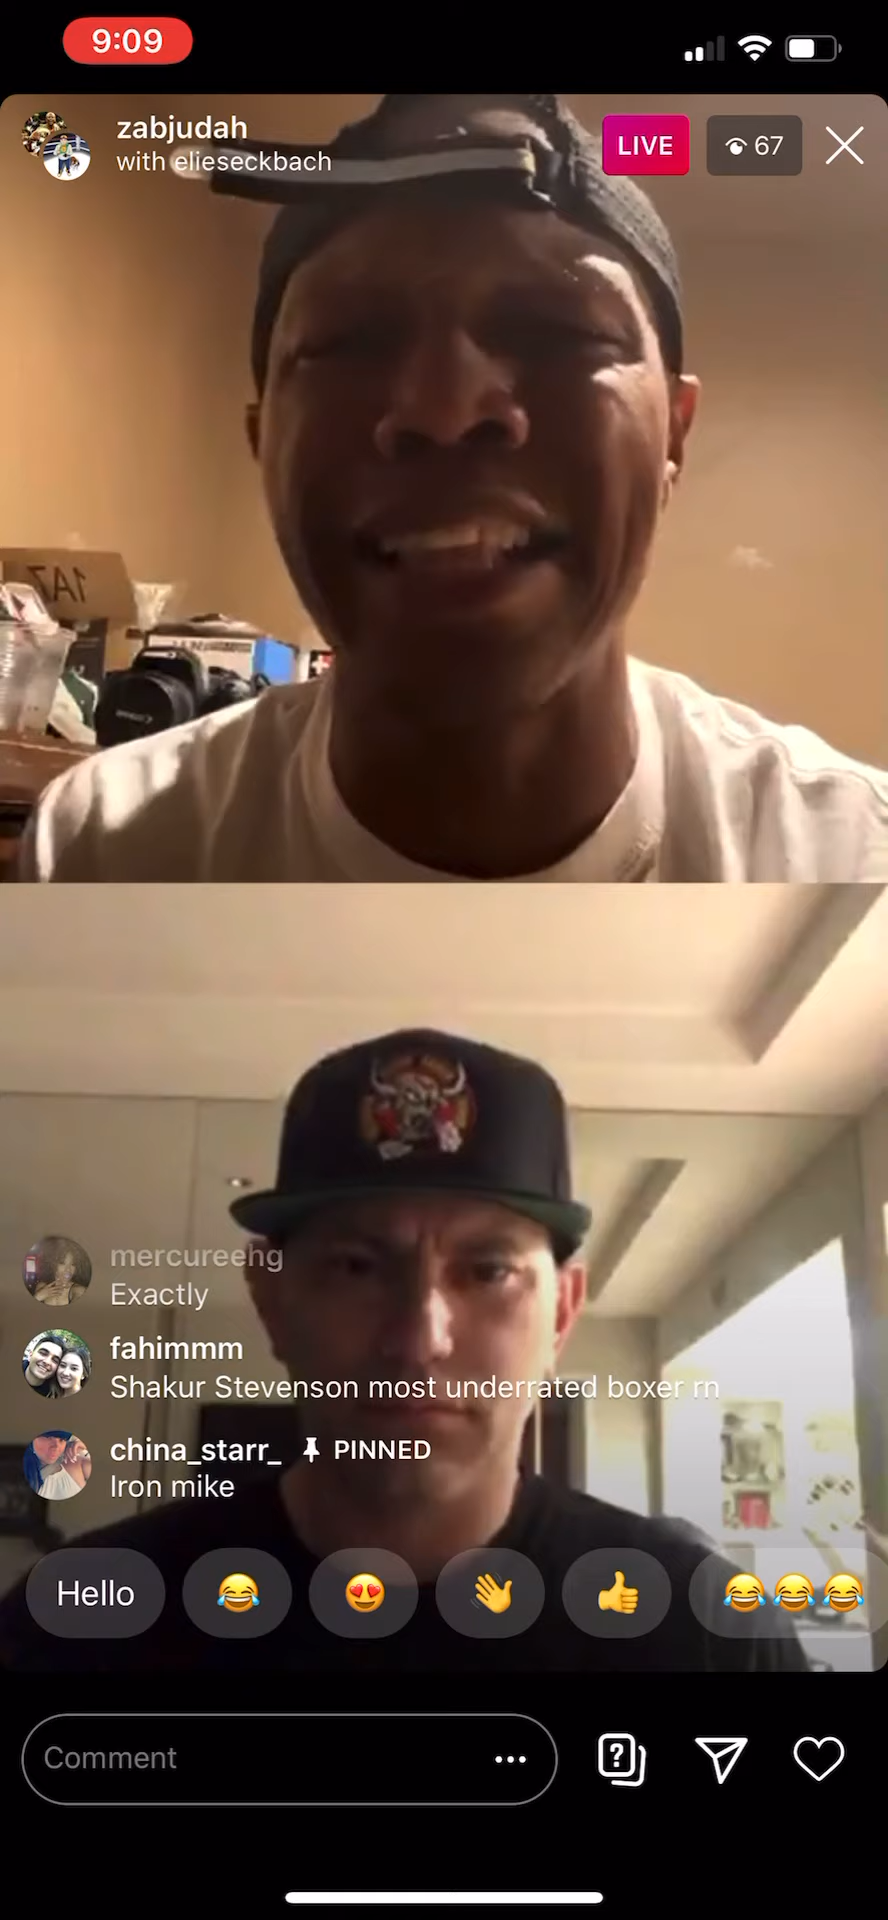 9:09
zabjudah
with elieseckbach
LIVE
67
mercureehg
Exactly
fahimmm
Shakur Stevenson most underrated boxer rn
china_starr_ PINNED
Iron mike
Hello
Comment